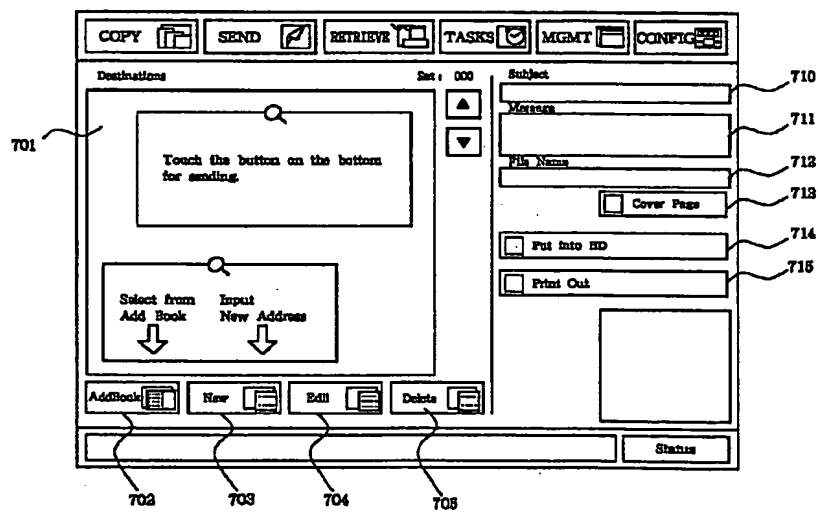 COPY SEND RETRIEVE TASKS MGMT CONFIG
Destinations Set : 000 Subject
710
Message
711
701
Touch the button on the bottom
for sending.
File Name
712
Cover Page
713
Put into HD
714
Print Out
715
Select from Input
Add Book New Address
AddBook New Edit Delete
Status
702 703 704 705